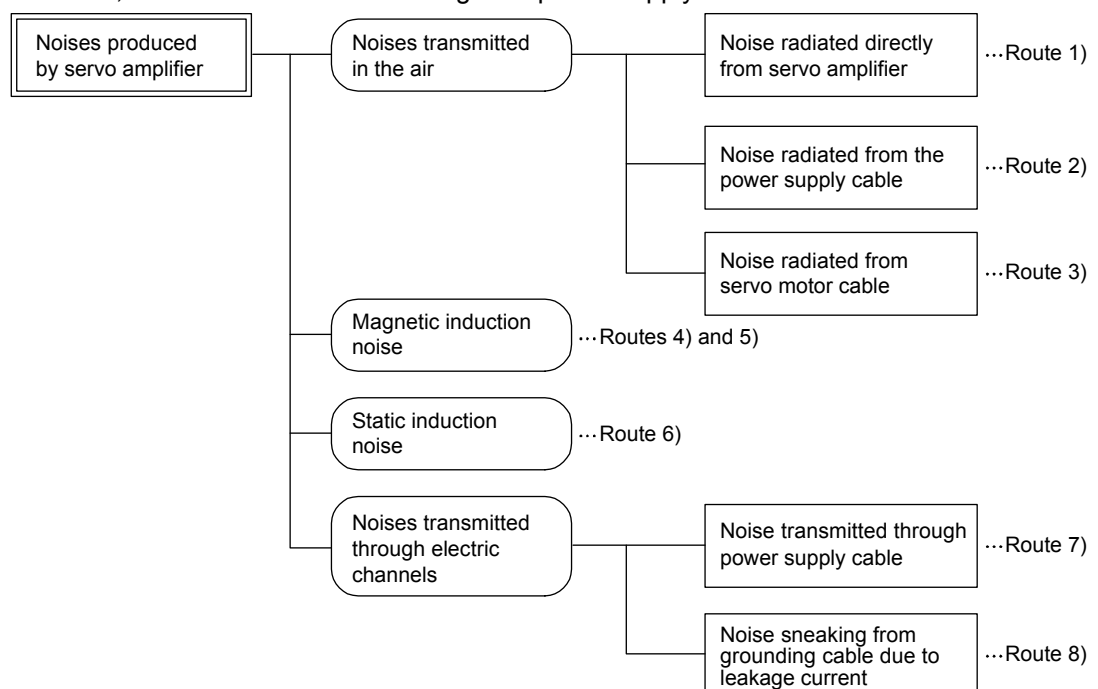 Noises produced
by servo amplifier
Noises transmitted
in the air
Noise radiated directly
from servo amplifier
…Route 1)
Noise radiated from the
power supply cable
…Route 2)
Noise radiated from
servo motor cable
…Route 3)
Magnetic induction
noise
…Routes 4) and 5)
Static induction
noise
…Route 6)
Noises transmitted
through electric
channels
Noise transmitted through
power supply cable
…Route 7)
Noise sneaking from
grounding cable due to
leakage current
…Route 8)